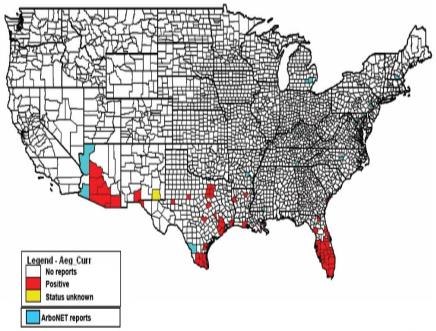 Legend - Aeg_Curr
No reports
Positive
Status unknown
ArboNET reports